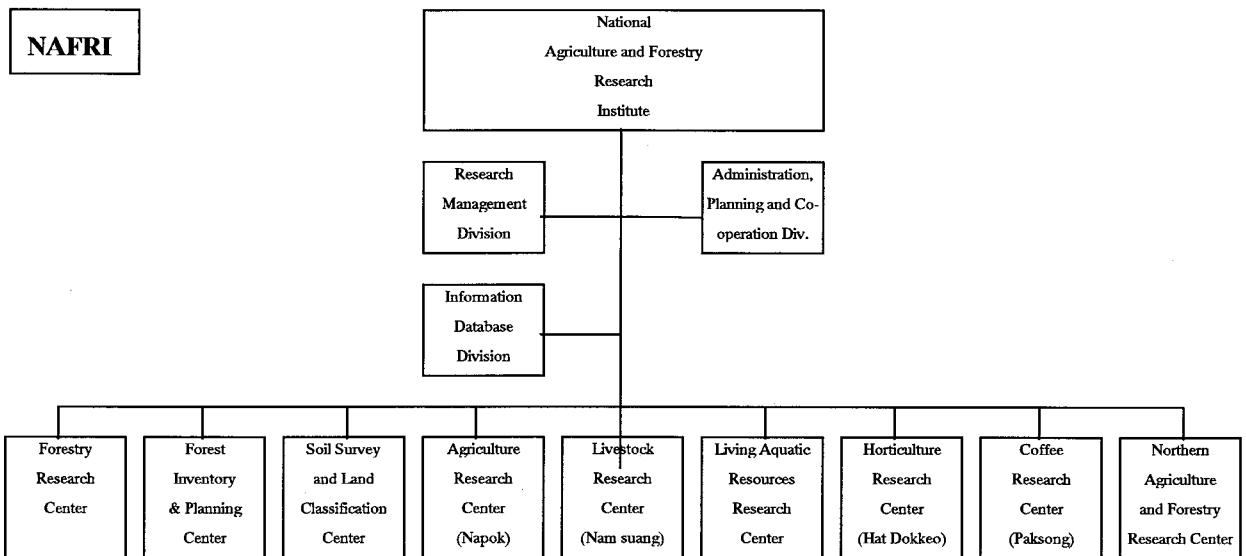 NAFRI
National
Agriculture and Forestry
Research
Institute
Research
Management
Division
Administration,
Planning and Co-
operation Div.
Information
Database
Division
Forestry
Research
Center
Forest
Inventory
& Planning
Center
Soil Survey
and Land
Classification
Center
Agriculture
Research
Center
(Napok)
Livestock
Research
Center
(Nam suang)
Living Aquatic
Resources
Research
Center
Horticulture
Research
Center
(Hat Dokkeo)
Coffee
Research
Center
(Paksong)
Northern
Agriculture
and Forestry
Research Center